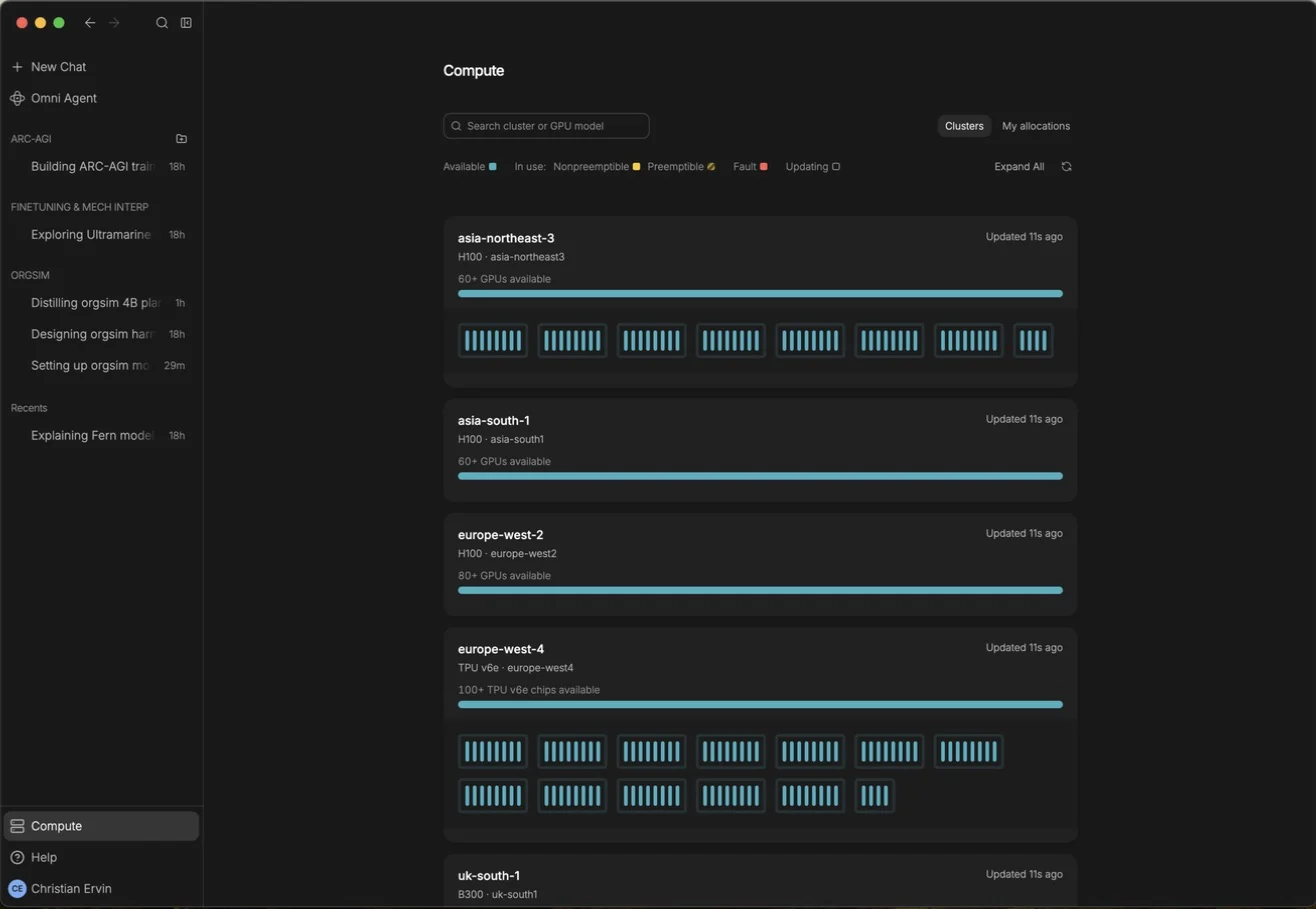 New Chat
Omni Agent
ARC-AGI
Building ARC-AGI train 18h
FINETUNING & MECH INTERP
Exploring Ultramarine 18h
ORGSIM
Distilling orgsim 4B plan 1h
Designing orgsim harn 18h
Setting up orgsim mo 29m
Recents
Explaining Fern model 18h
Compute
Help
CE Christian Ervin
Compute
Search cluster or GPU model
Clusters My allocations
Available In use: Nonpreemptible Preemptible Fault Updating Expand All
asia-northeast-3 Updated 11s ago
H100 · asia-northeast3
60+ GPUs available
asia-south-1 Updated 11s ago
H100 · asia-south1
60+ GPUs available
europe-west-2 Updated 11s ago
H100 · europe-west2
80+ GPUs available
europe-west-4 Updated 11s ago
TPU v6e · europe-west4
100+ TPU v6e chips available
uk-south-1 Updated 11s ago
B300 · uk-south1